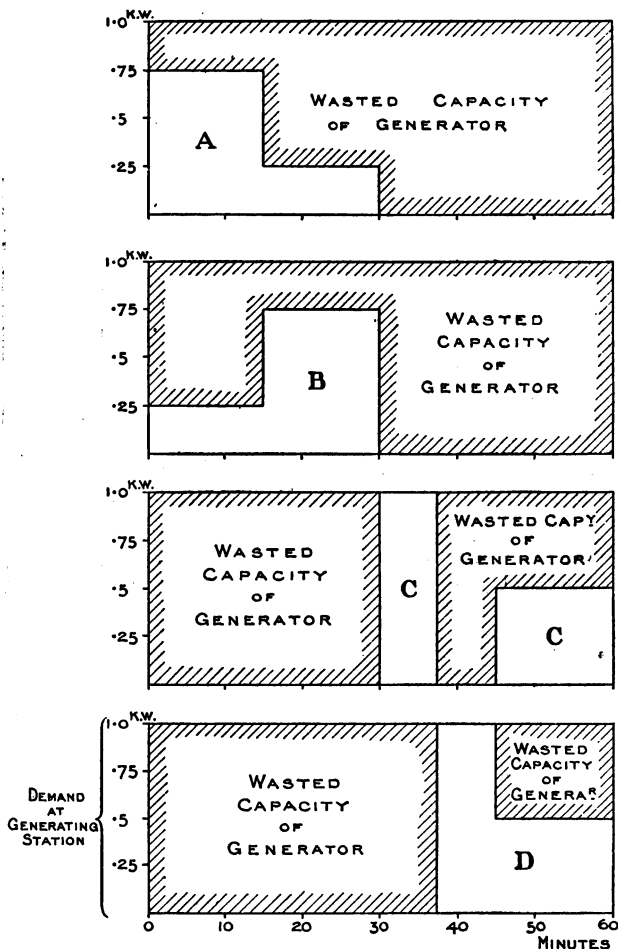 1·0 K.W.
·75
·5
·25
A
WASTED CAPACITY
OF GENERATOR
1·0 K.W.
·75
·5
·25
B
WASTED
CAPACITY
OF
GENERATOR
1·0 K.W.
·75
·5
·25
WASTED
CAPACITY
OF
GENERATOR
C
WASTED CAPY
OF
GENERATOR
C
DEMAND
AT
GENERATING
STATION
1·0 K.W.
·75
·5
·25
WASTED
CAPACITY
OF
GENERATOR
WASTED
CAPACITY
OF
GENERAR
D
0 10 20 30 40 50 60
MINUTES